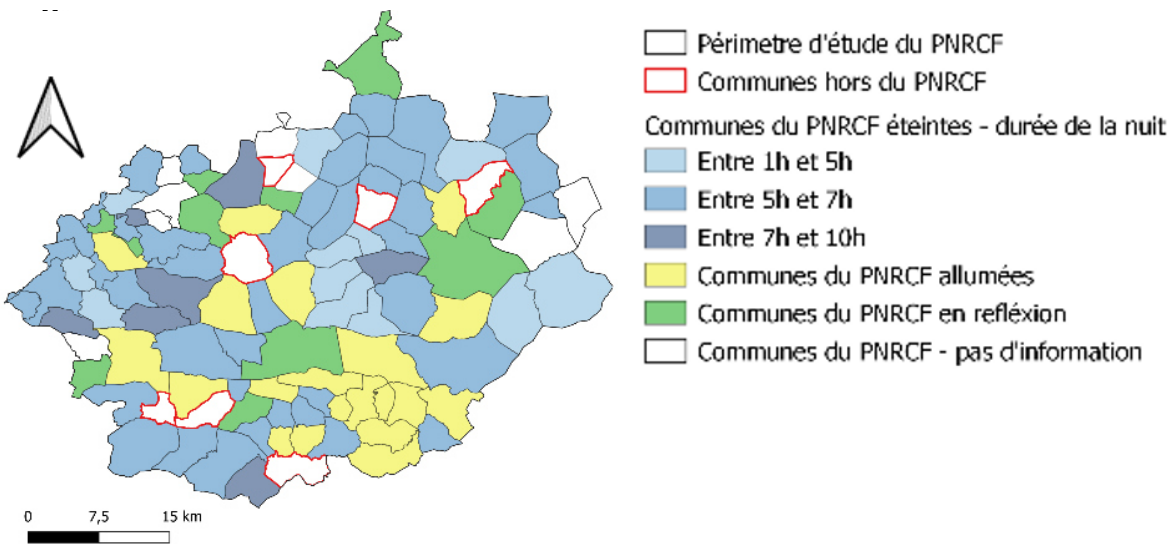 Périmetre d'étude du PNRCF
Communes hors du PNRCF
Communes du PNRCF éteintes - durée de la nuit
Entre 1h et 5h
Entre 5h et 7h
Entre 7h et 10h
Communes du PNRCF allumées
Communes du PNRCF en refléxion
Communes du PNRCF - pas d'information
0 7,5 15 km